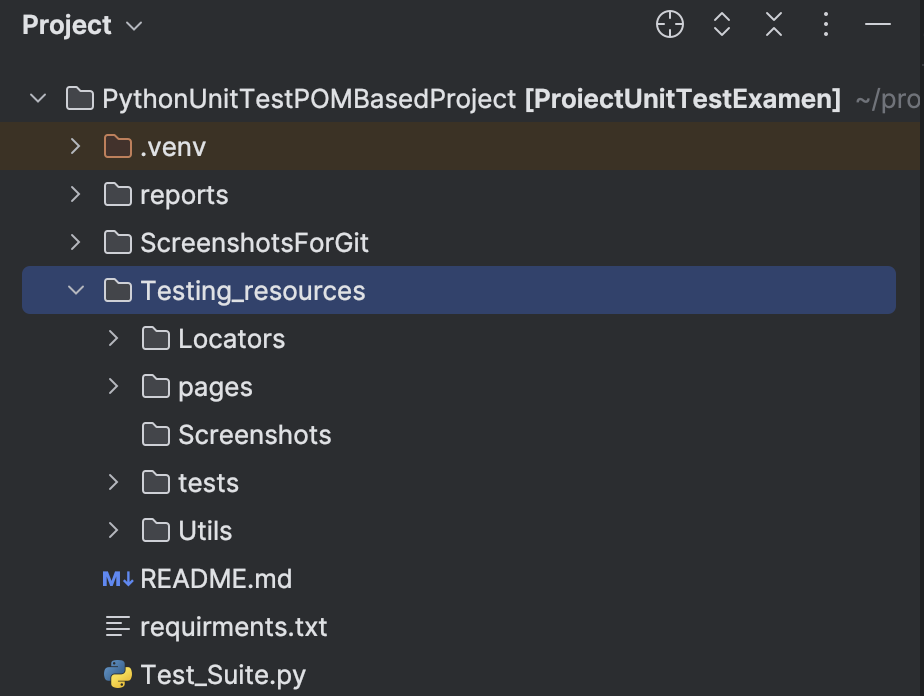 Project
PythonUnitTestPOMBasedProject [ProiectUnitTestExamen] ~/pro
.venv
reports
ScreenshotsForGit
Testing_resources
Locators
pages
Screenshots
tests
Utils
M↓ README.md
requirments.txt
Test_Suite.py